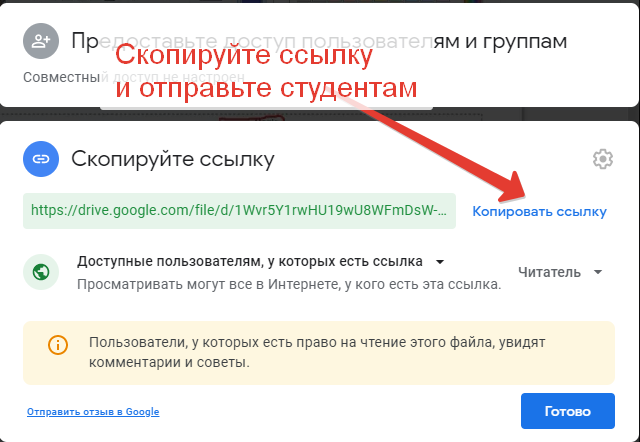 Предоставьте доступ пользователям и группам
Скопируйте ссылку
Совместный доступ не настроен
и отправьте студентам
Скопируйте ссылку
https://drive.google.com/file/d/1Wvr5Y1rwHU19wU8WFmDsW-...
Копировать ссылку
Доступные пользователям, у которых есть ссылка
Читатель
Просматривать могут все в Интернете, у кого есть эта ссылка.
Пользователи, у которых есть право на чтение этого файла, увидят
комментарии и советы.
Отправить отзыв в Google
Готово